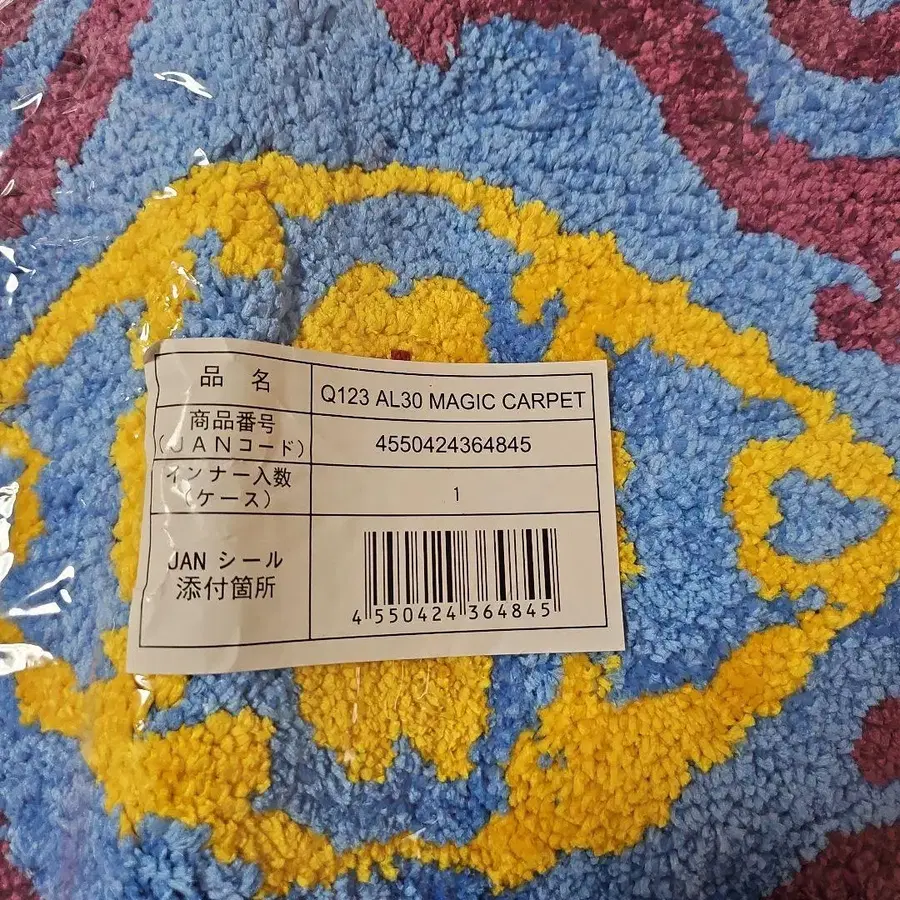 品 名
Q123 AL30 MAGIC CARPET
商品番号
(JANコード)
4550424364845
インナー入数
(ケース)
1
JAN シール
添付箇所
4 550424 364845